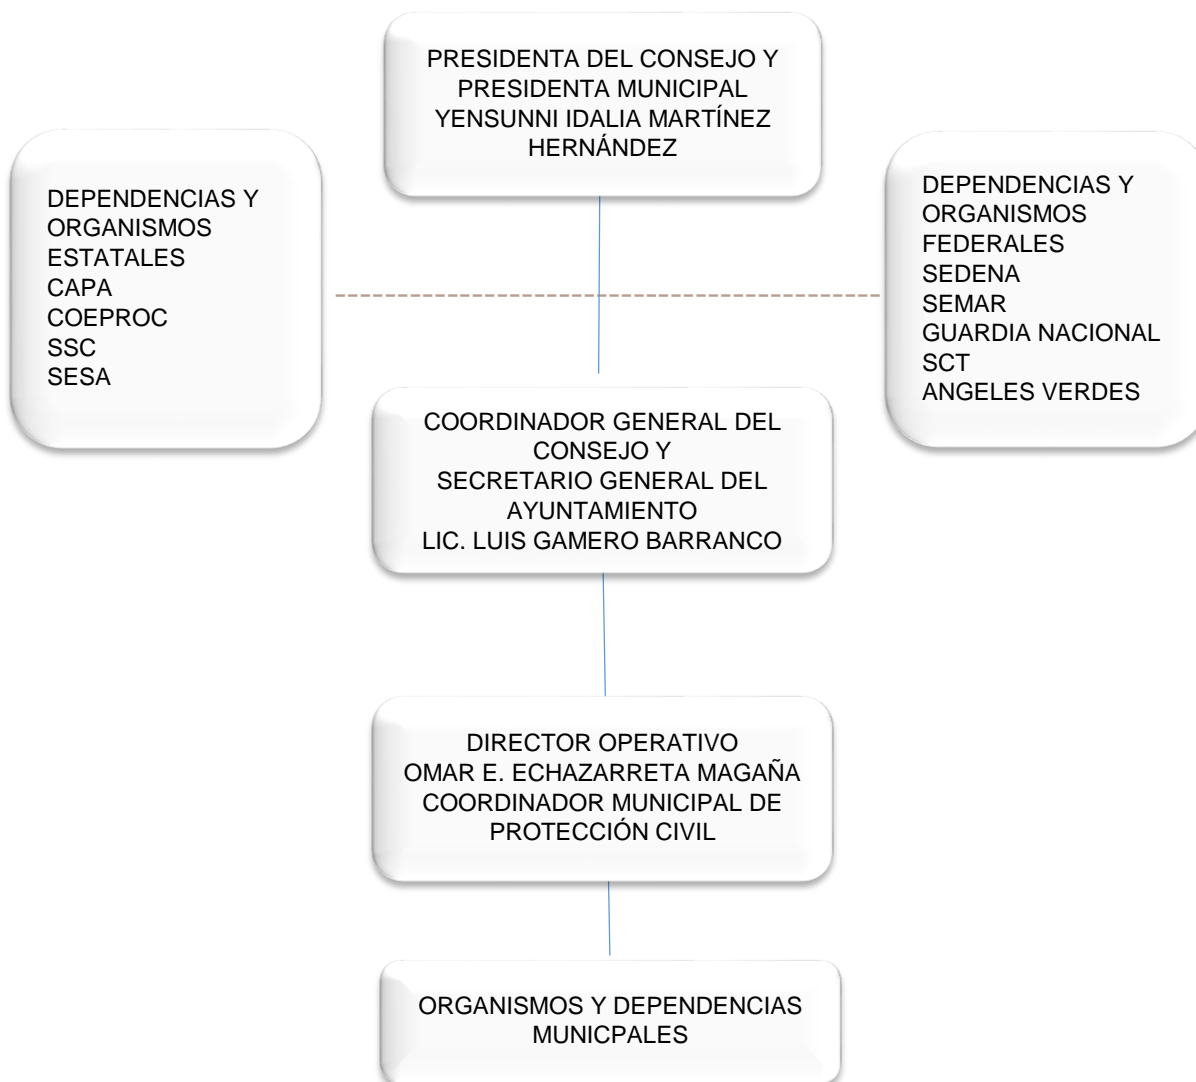 PRESIDENTA DEL CONSEJO Y
PRESIDENTA MUNICIPAL
YENSUNNI IDALIA MARTÍNEZ
HERNÁNDEZ
DEPENDENCIAS Y
ORGANISMOS
ESTATALES
CAPA
COEPROC
SSC
SESA
DEPENDENCIAS Y
ORGANISMOS
FEDERALES
SEDENA
SEMAR
GUARDIA NACIONAL
SCT
ANGELES VERDES
COORDINADOR GENERAL DEL
CONSEJO Y
SECRETARIO GENERAL DEL
AYUNTAMIENTO
LIC. LUIS GAMERO BARRANCO
DIRECTOR OPERATIVO
OMAR E. ECHAZARRETA MAGAÑA
COORDINADOR MUNICIPAL DE
PROTECCIÓN CIVIL
ORGANISMOS Y DEPENDENCIAS
MUNICPALES